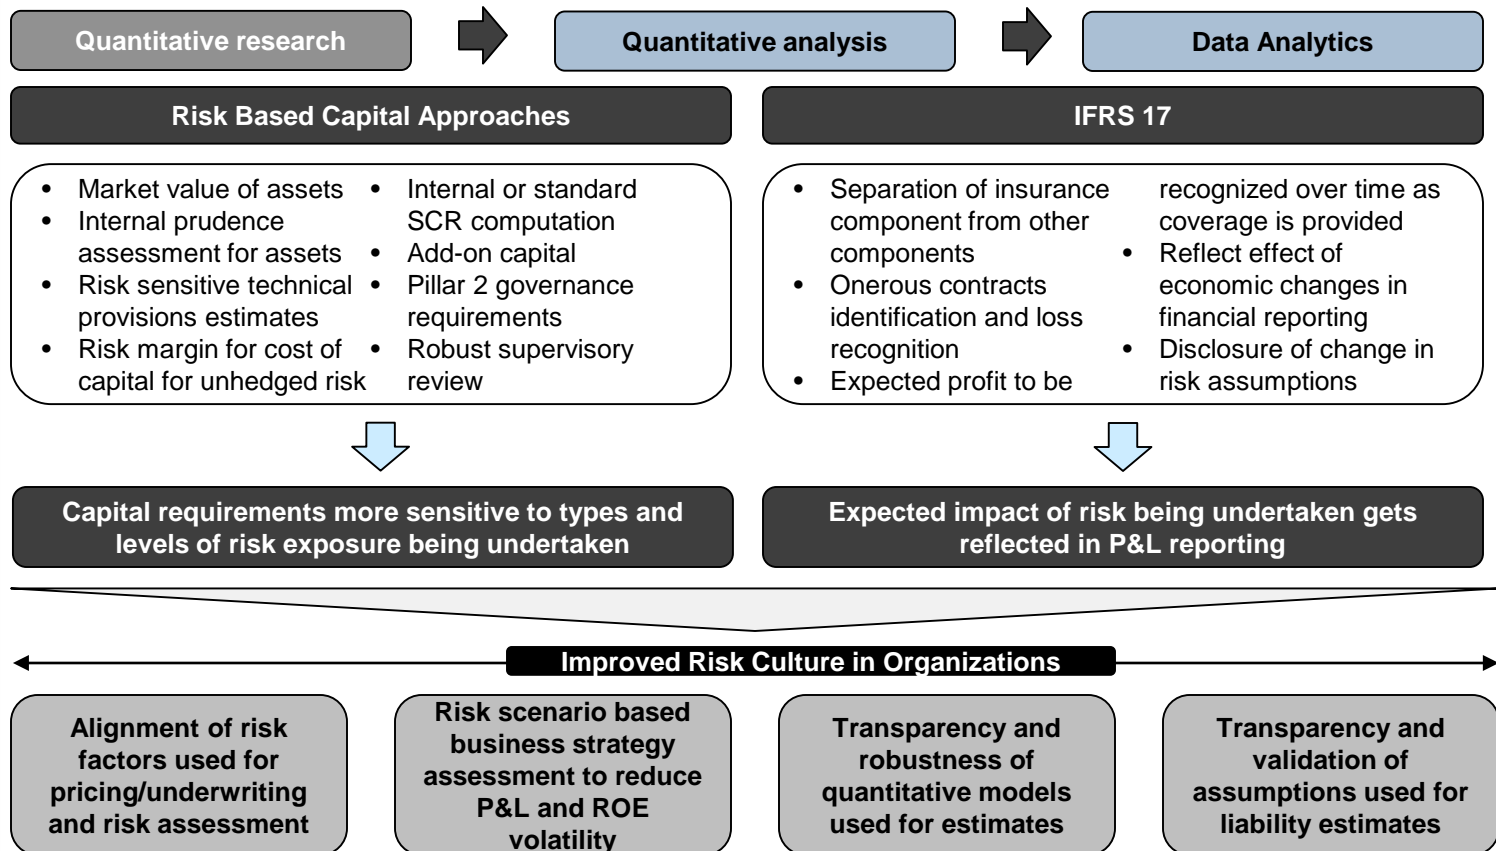 Quantitative research
Quantitative analysis
Data Analytics
Risk Based Capital Approaches
• Market value of assets
• Internal prudence
assessment for assets
• Risk sensitive technical
provisions estimates
• Risk margin for cost of
capital for unhedged risk
• Internal or standard
SCR computation
• Add-on capital
• Pillar 2 governance
requirements
• Robust supervisory
review
IFRS 17
• Separation of insurance
component from other
components
• Onerous contracts
identification and loss
recognition
• Expected profit to be
recognized over time as
coverage is provided
• Reflect effect of
economic changes in
financial reporting
• Disclosure of change in
risk assumptions
Capital requirements more sensitive to types and
levels of risk exposure being undertaken
Expected impact of risk being undertaken gets
reflected in P&L reporting
Improved Risk Culture in Organizations
Alignment of risk
factors used for
pricing/underwriting
and risk assessment
Risk scenario based
business strategy
assessment to reduce
P&L and ROE
volatility
Transparency and
robustness of
quantitative models
used for estimates
Transparency and
validation of
assumptions used for
liability estimates